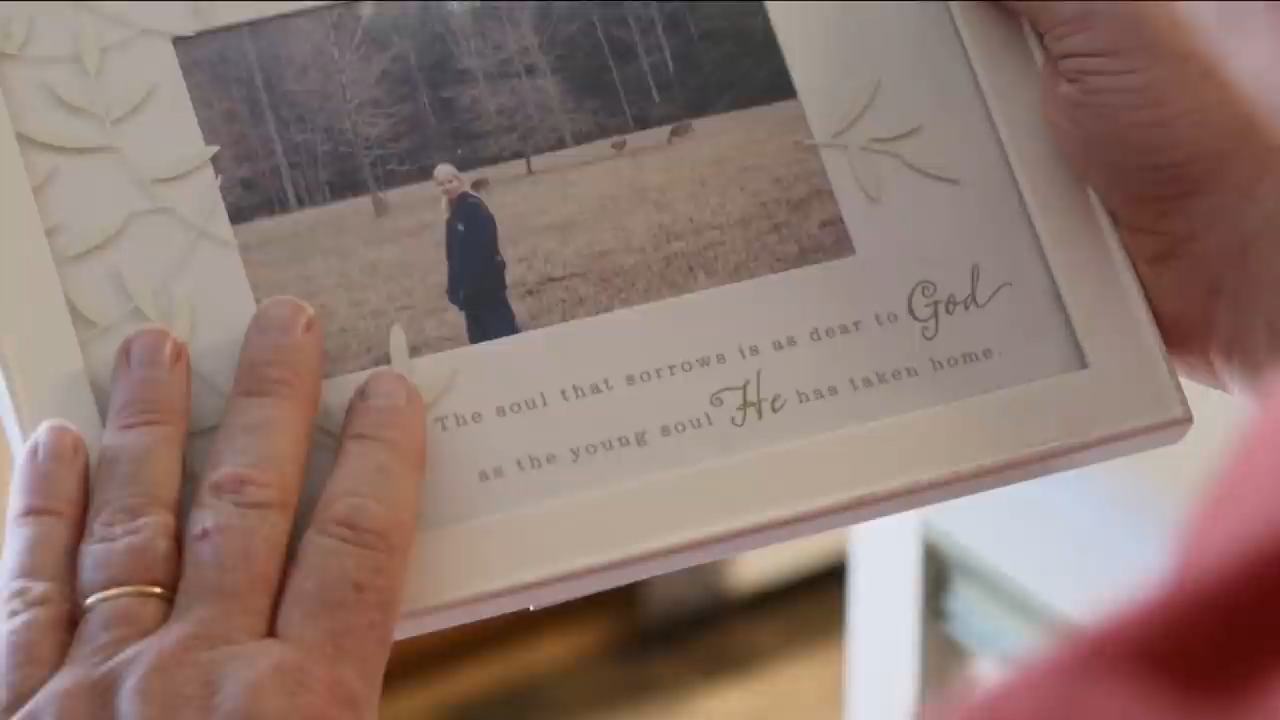 The soul that sorrows is as dear to God
as the young soul He has taken home.